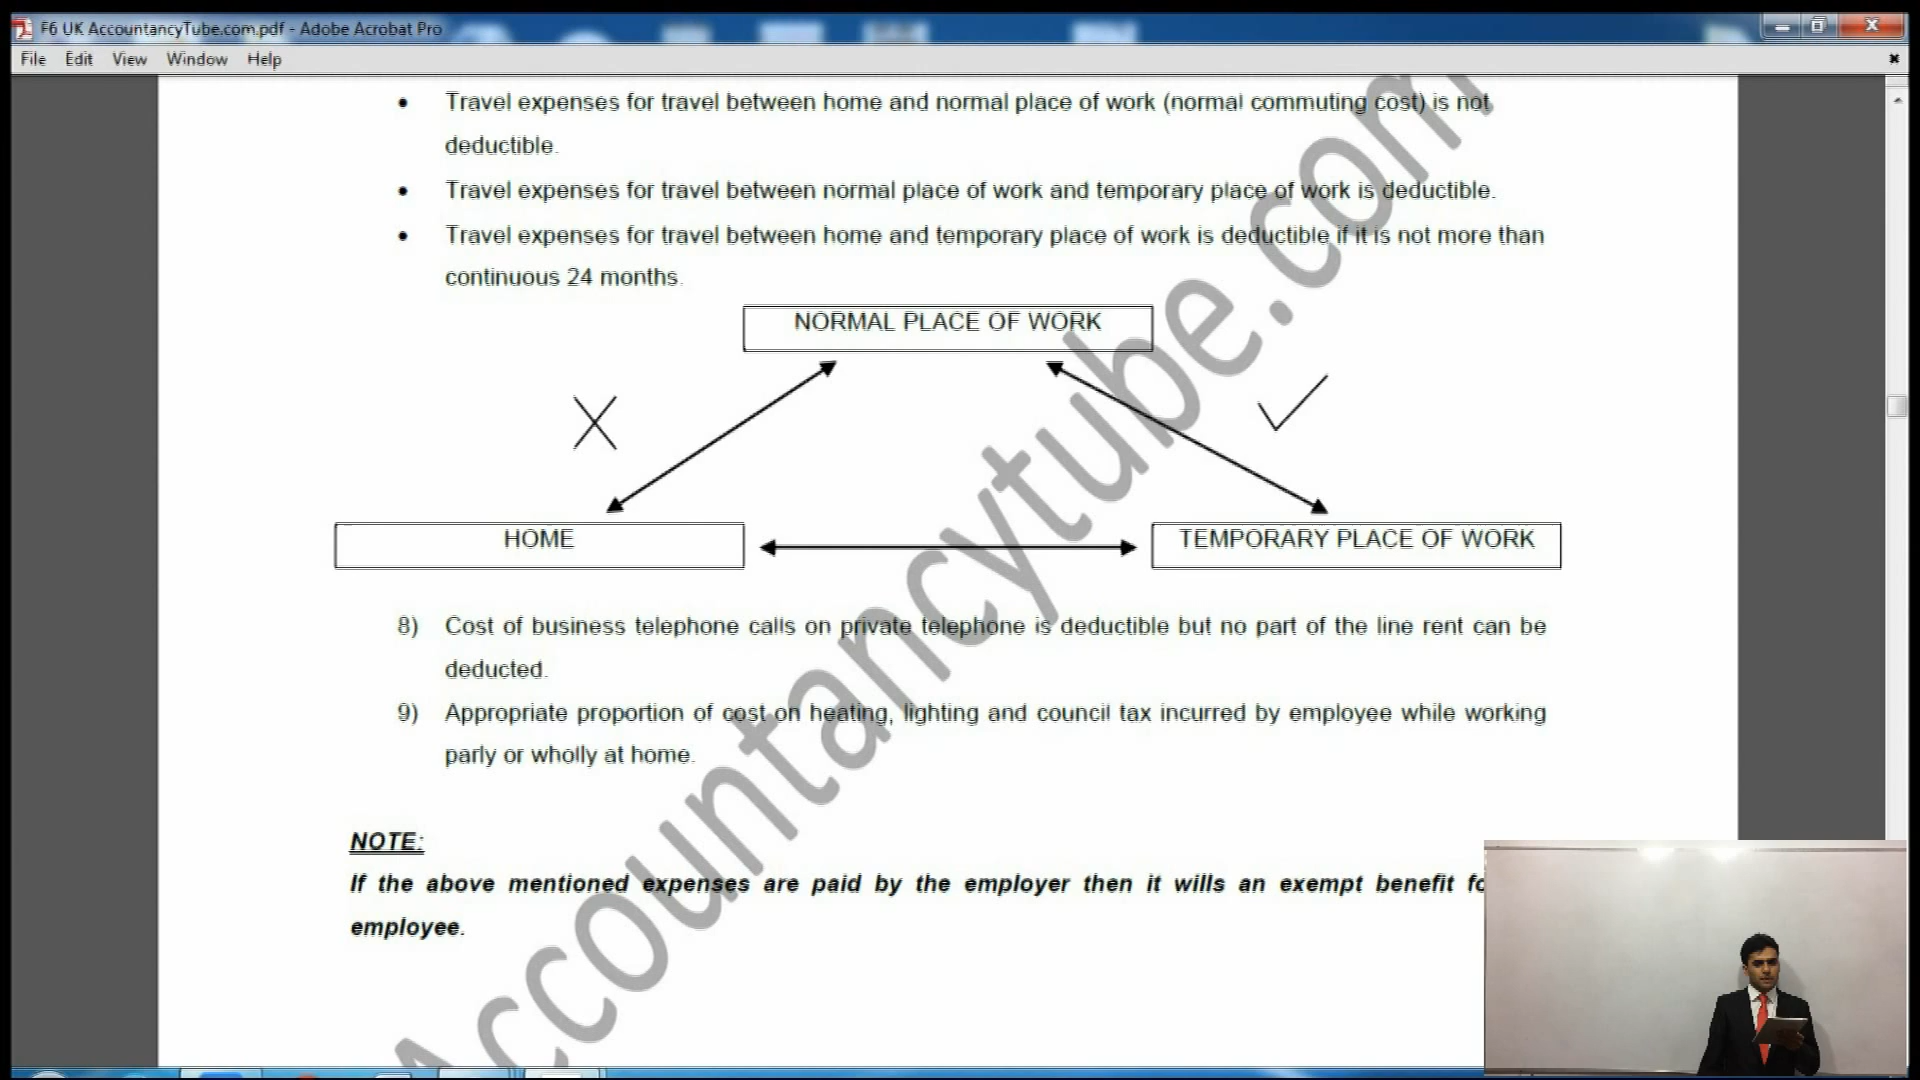 F6 UK AccountancyTube.com.pdf - Adobe Acrobat Pro
File Edit View Window Help
• Travel expenses for travel between home and normal place of work (normal commuting cost) is not
deductible.
• Travel expenses for travel between normal place of work and temporary place of work is deductible.
• Travel expenses for travel between home and temporary place of work is deductible if it is not more than
continuous 24 months.
NORMAL PLACE OF WORK
HOME
TEMPORARY PLACE OF WORK
8) Cost of business telephone calls on private telephone is deductible but no part of the line rent can be
deducted.
9) Appropriate proportion of cost on heating, lighting and council tax incurred by employee while working
parly or wholly at home.
NOTE:
If the above mentioned expenses are paid by the employer then it wills an exempt benefit
employee.
Accountancytube.com